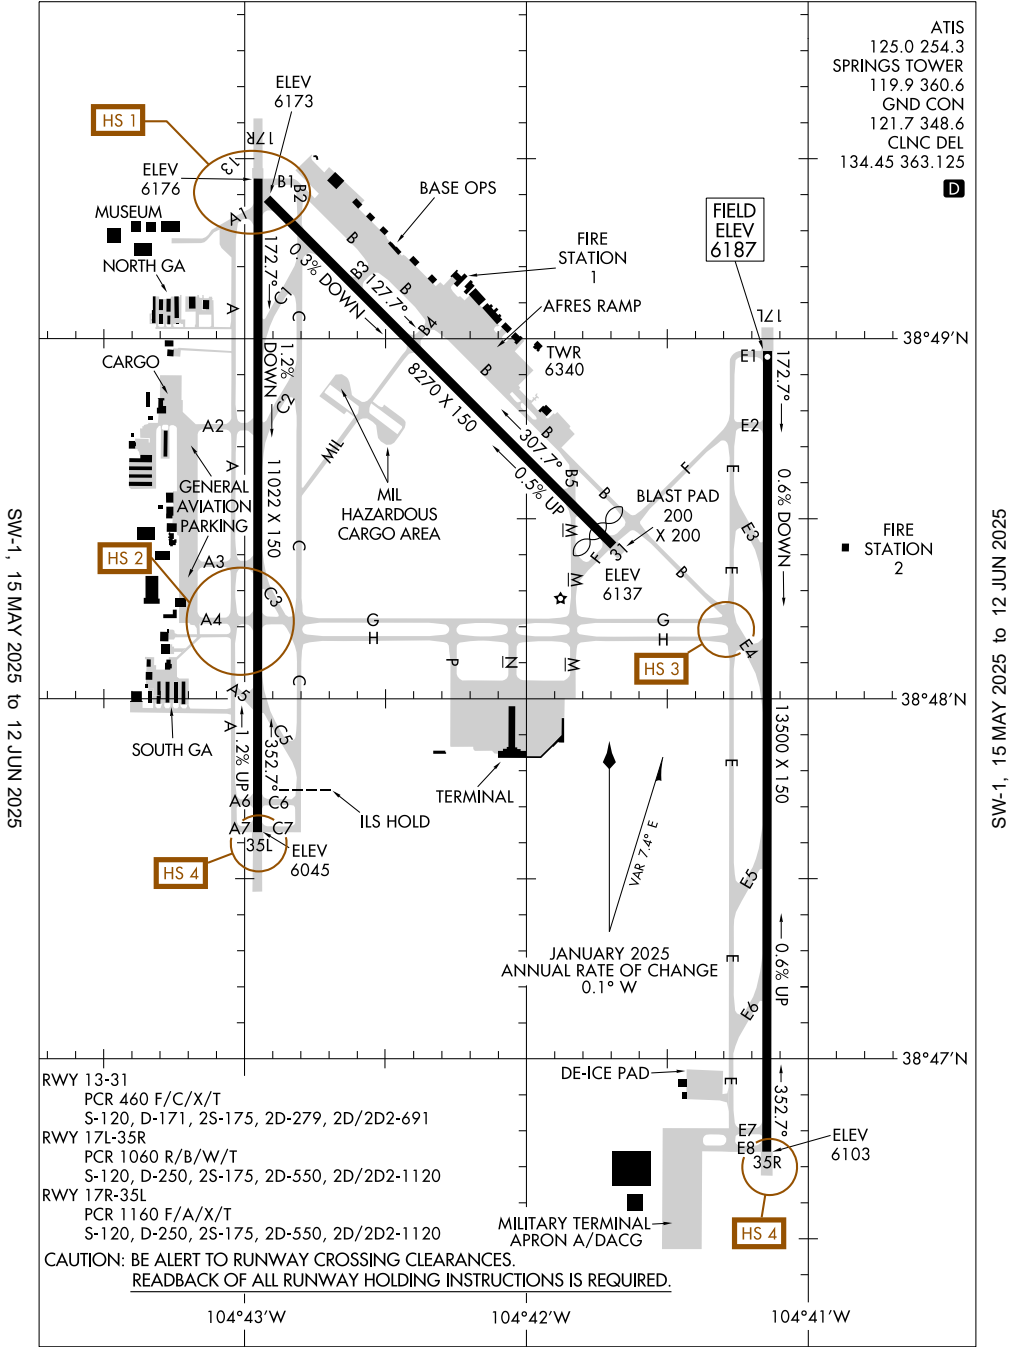 ATIS
125.0 254.3
SPRINGS TOWER
119.9 360.6
GND CON
121.7 348.6
CLNC DEL
134.45 363.125
D
ELEV
6173
HS 1
17R
13
ELEV
6176
B1
B2
A1
MUSEUM
BASE OPS
FIELD
ELEV
6187
FIRE
STATION
1
NORTH GA
AFRES RAMP
172.7°
0.3% DOWN
B
B3
127.7°
B
B4
C1
C
A
17L
38°49'N
TWR
6340
E1
172.7°
CARGO
1.2%
DOWN
8270 X 150
B
C2
A2
E2
A
MIL
307.7°
B
B5
0.5% UP
F
E
GENERAL
AVIATION
PARKING
11022 X 150
MIL
HAZARDOUS
CARGO AREA
B
BLAST PAD
200
X 200
0.6% DOWN
E3
FIRE
STATION
2
HS 2
C
M
F
31
ELEV
6137
A3
M
B
E
C3
A4
G
H
G
H
E4
HS 3
P
N
M
C
A5
38°48'N
A
SOUTH GA
1.2% UP
352.7°
C5
13500 X 150
E
TERMINAL
A6
C6
ILS HOLD
A7
C7
35L
ELEV
6045
HS 4
VAR 7.4° E
E5
JANUARY 2025
ANNUAL RATE OF CHANGE
0.1° W
E
0.6% UP
E6
38°47'N
DE-ICE PAD
E
352.7°
E7
E8
35R
ELEV
6103
HS 4
MILITARY TERMINAL
APRON A/DACG
RWY 13-31
PCR 460 F/C/X/T
S-120, D-171, 2S-175, 2D-279, 2D/2D2-691
RWY 17L-35R
PCR 1060 R/B/W/T
S-120, D-250, 2S-175, 2D-550, 2D/2D2-1120
RWY 17R-35L
PCR 1160 F/A/X/T
S-120, D-250, 2S-175, 2D-550, 2D/2D2-1120
CAUTION: BE ALERT TO RUNWAY CROSSING CLEARANCES.
READBACK OF ALL RUNWAY HOLDING INSTRUCTIONS IS REQUIRED.
104°43'W
104°42'W
104°41'W
SW-1, 15 MAY 2025 to 12 JUN 2025
SW-1, 15 MAY 2025 to 12 JUN 2025